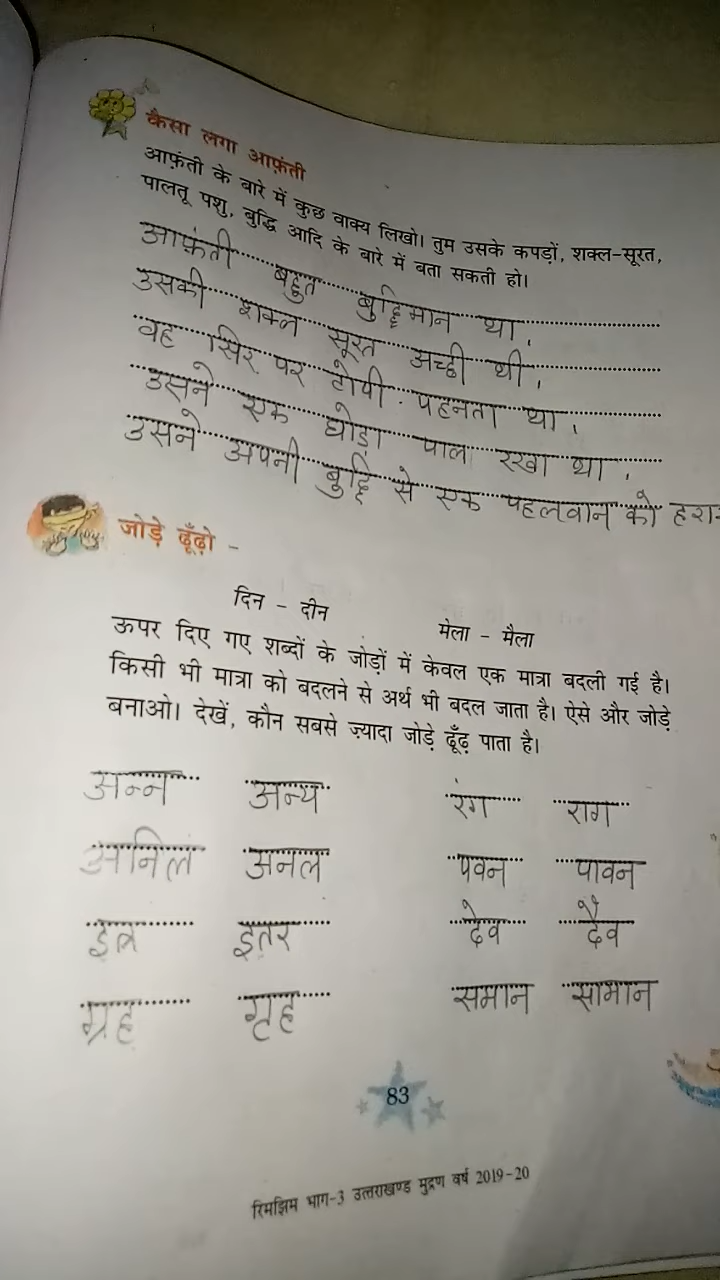 कैसा लगा आफ़ंती
आफ़ंती के बारे में कुछ वाक्य लिखो। तुम उसके कपड़ों, शक्ल-सूरत,
पालतू पशु, बुद्धि आदि के बारे में बता सकती हो।
आफ़ंती बहुत बुद्धिमान था.
उसकी शक्ल सूरत अच्छी थी.
वह सिर पर टोपी पहनता था.
उसने एक घोड़ा पाल रखा था.
उसने अपनी बुद्धि से एक पहलवान को
जोड़े ढूँढ़ो -
दिन - दीन मेला - मैला
ऊपर दिए गए शब्दों के जोड़ों में केवल एक मात्रा बदली गई है।
किसी भी मात्रा को बदलने से अर्थ भी बदल जाता है। ऐसे और जोड़े
बनाओ। देखें, कौन सबसे ज़्यादा जोड़े ढूँढ़ पाता है।
अन्न अन्य रंग राग
अनिल अनल पवन पावन
इत्र इतर देव दैव
ग्रह गृह समान सामान
83
रिमझिम भाग-3 उत्तराखण्ड मुद्रण वर्ष 2019-20